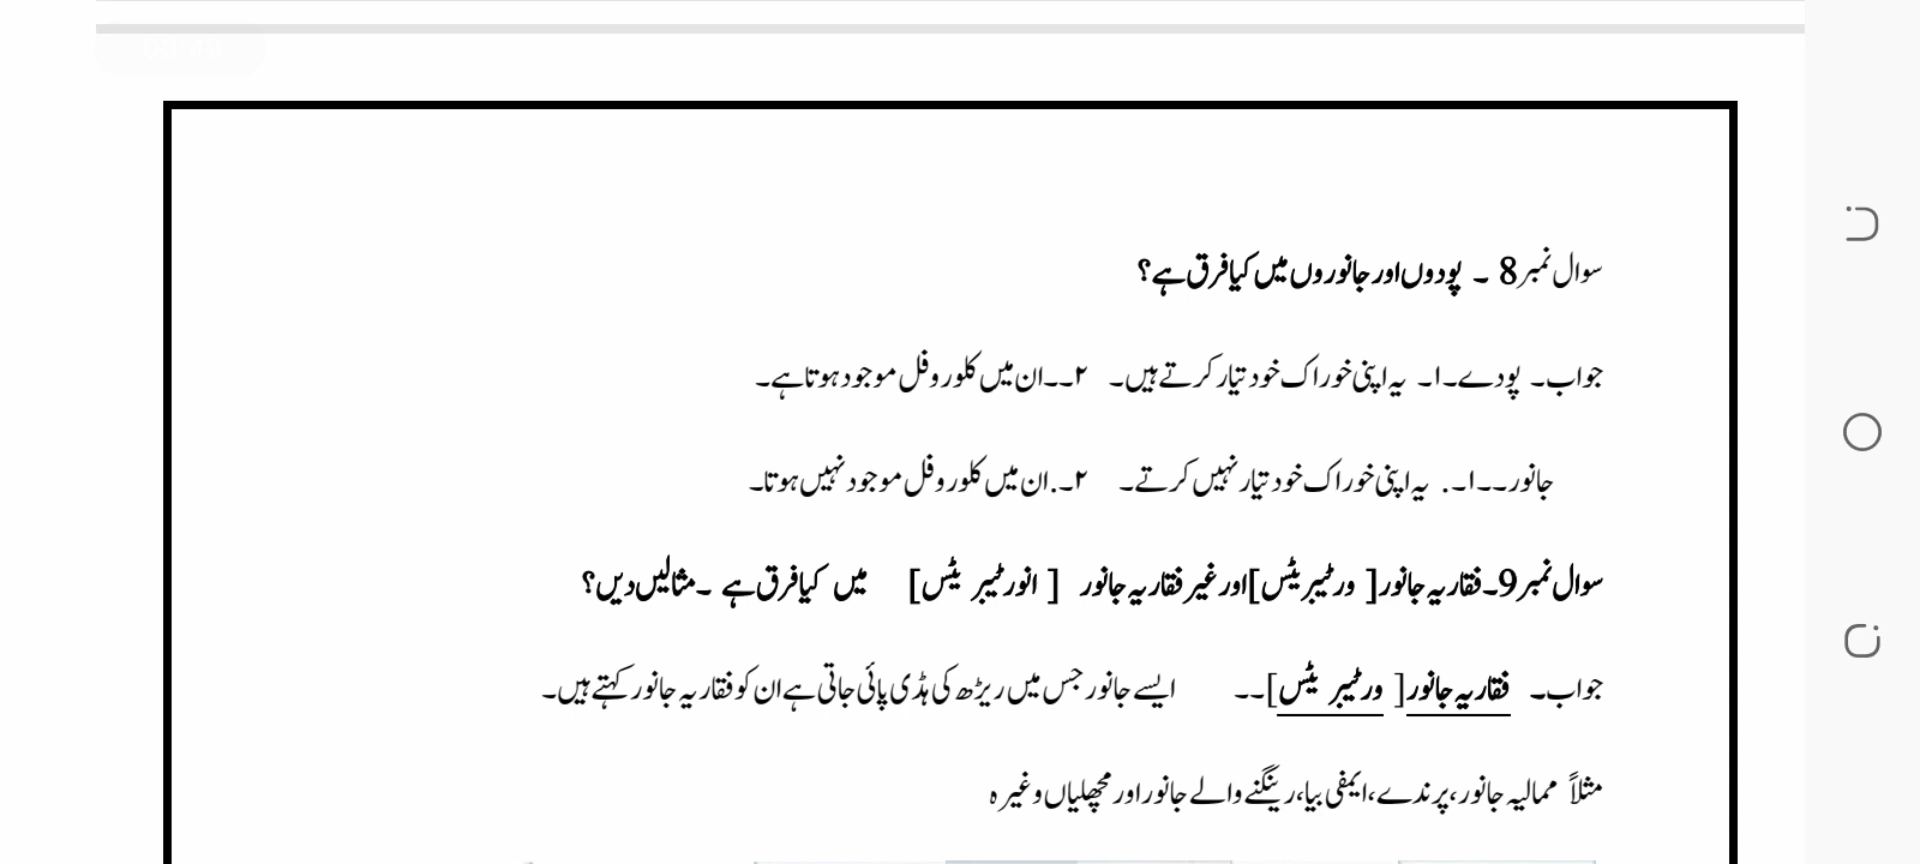 سوال نمبر 8 ۔ پودوں اور جانوروں میں کیا فرق ہے؟
جواب۔ پودے۔۱۔ یہ اپنی خوراک خود تیار کرتے ہیں۔ ۲۔۔ان میں کلوروفل موجود ہوتا ہے۔
جانور۔۔۱۔. یہ اپنی خوراک خود تیار نہیں کرتے۔ ۲۔.ان میں کلوروفل موجود نہیں ہوتا۔
سوال نمبر 9۔فقاریہ جانور[ ورٹیبریٹس]اور غیر فقاریہ جانور [ انورٹیبر یٹس] میں کیا فرق ہے ۔مثالیں دیں؟
جواب۔ فقاریہ جانور[ ورٹیبر یٹس]۔۔ ایسے جانور جس میں ریڑھ کی ہڈی پائی جاتی ہے ان کو فقاریہ جانور کہتے ہیں۔
مثلاً ممالیہ جانور،پرندے،ایمفی بیا،رینگنے والے جانور اور مچھلیاں وغیرہ